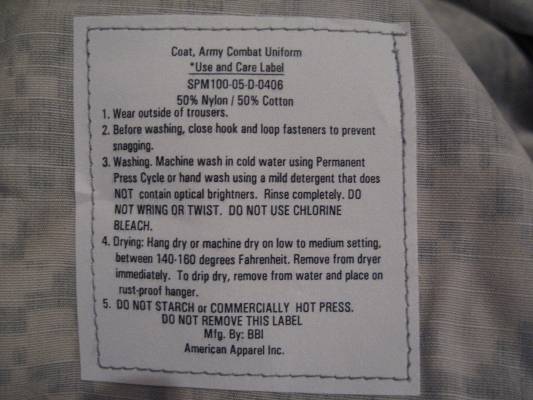 Coat, Army Combat Uniform
*Use and Care Label
SPM100-05-D-0406
50% Nylon / 50% Cotton
1. Wear outside of trousers.
2. Before washing, close hook and loop fasteners to prevent
snagging.
3. Washing. Machine wash in cold water using Permanent
Press Cycle or hand wash using a mild detergent that does
NOT contain optical brightners. Rinse completely. DO
NOT WRING OR TWIST. DO NOT USE CHLORINE
BLEACH.
4. Drying: Hang dry or machine dry on low to medium setting,
between 140-160 degrees Fahrenheit. Remove from dryer
immediately. To drip dry, remove from water and place on
rust-proof hanger.
5. DO NOT STARCH or COMMERCIALLY HOT PRESS.
DO NOT REMOVE THIS LABEL
Mfg. By: BBI
American Apparel Inc.